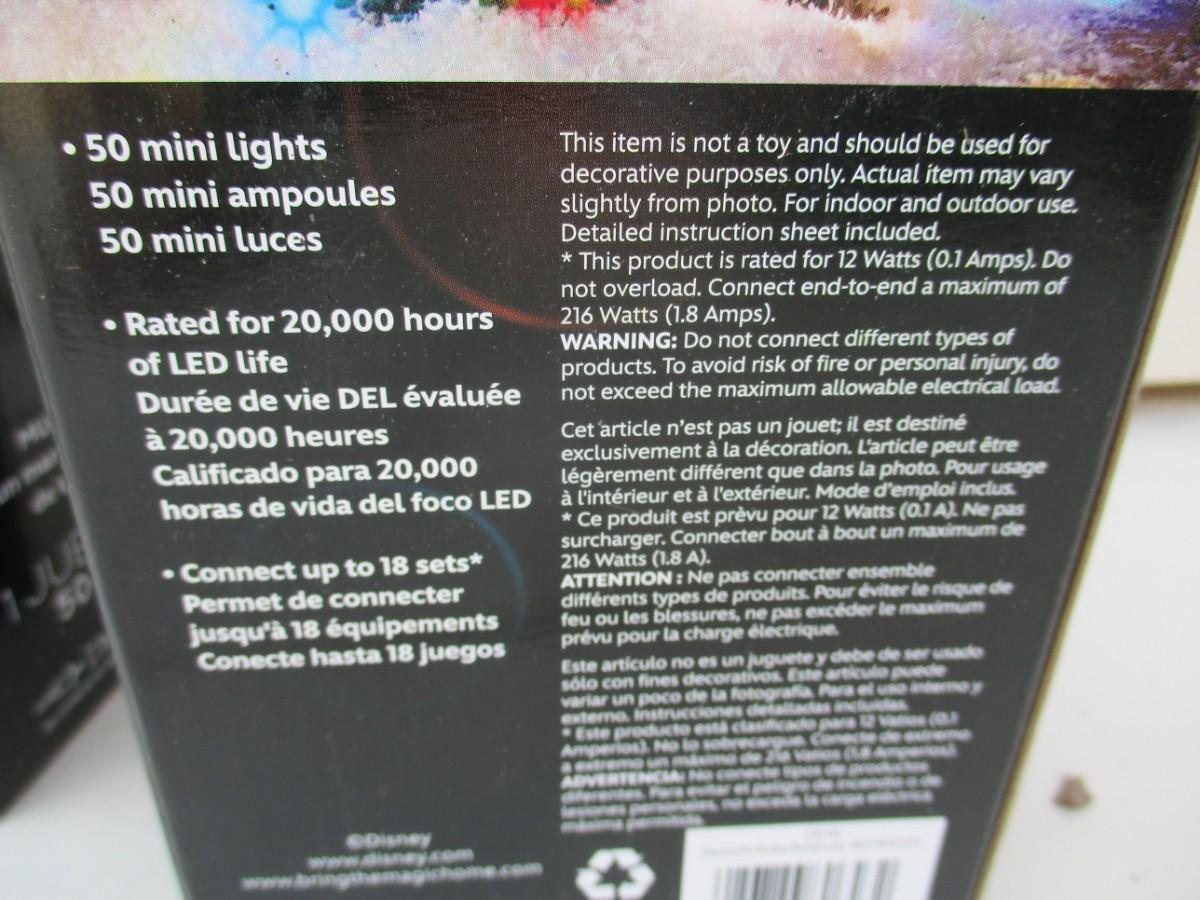 • 50 mini lights
50 mini ampoules
50 mini luces
• Rated for 20,000 hours
of LED life
Durée de vie DEL évaluée
à 20,000 heures
Calificado para 20,000
horas de vida del foco LED
• Connect up to 18 sets*
Permet de connecter
jusqu'à 18 équipements
Conecte hasta 18 juegos
This item is not a toy and should be used for
decorative purposes only. Actual item may vary
slightly from photo. For indoor and outdoor use.
Detailed instruction sheet included.
* This product is rated for 12 Watts (0.1 Amps). Do
not overload. Connect end-to-end a maximum of
216 Watts (1.8 Amps).
WARNING: Do not connect different types of
products. To avoid risk of fire or personal injury, do
not exceed the maximum allowable electrical load.
Cet article n'est pas un jouet; il est destiné
exclusivement à la décoration. L'article peut être
légèrement différent que dans la photo. Pour usage
à l'intérieur et à l'extérieur. Mode d'emploi inclus.
* Ce produit est prèvu pour 12 Watts (0.1 A). Ne pas
surcharger. Connecter bout à bout un maximum de
216 Watts (1.8 A).
ATTENTION : Ne pas connecter ensemble
différents types de produits. Pour éviter le risque de
feu ou les blessures, ne pas excéder le maximum
prévu pour la charge électrique.
Este artículo no es un juguete y debe de ser usado
sólo con fines decorativos. Este artículo puede
variar un poco de la fotografía. Para el uso interno y
externo. Instrucciones detalladas incluidas.
* Este producto está clasificado para 12 Vatios (0.1
Amperios). No lo sobrecargue. Conecte de extremo
a extremo un máximo de 216 Vatios (1.8 Amperios).
ADVERTENCIA: No conecte tipos de productos
diferentes. Para evitar el peligro de incendio o de
lesiones personales, no exceda la carga eléctrica
máxima permitida.
©Disney
www.disney.com
www.bringthemagichome.com
1 JU
50